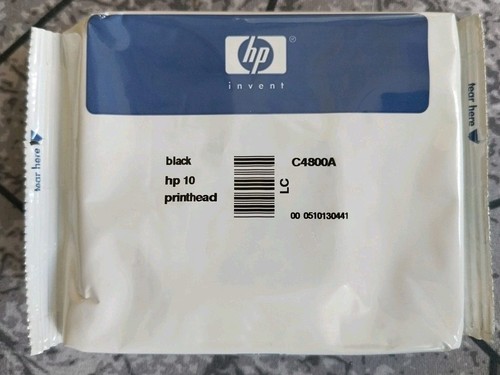 hp
invent
tear here
tear here
black
C4800A
hp 10
printhead
LC
00 0510130441